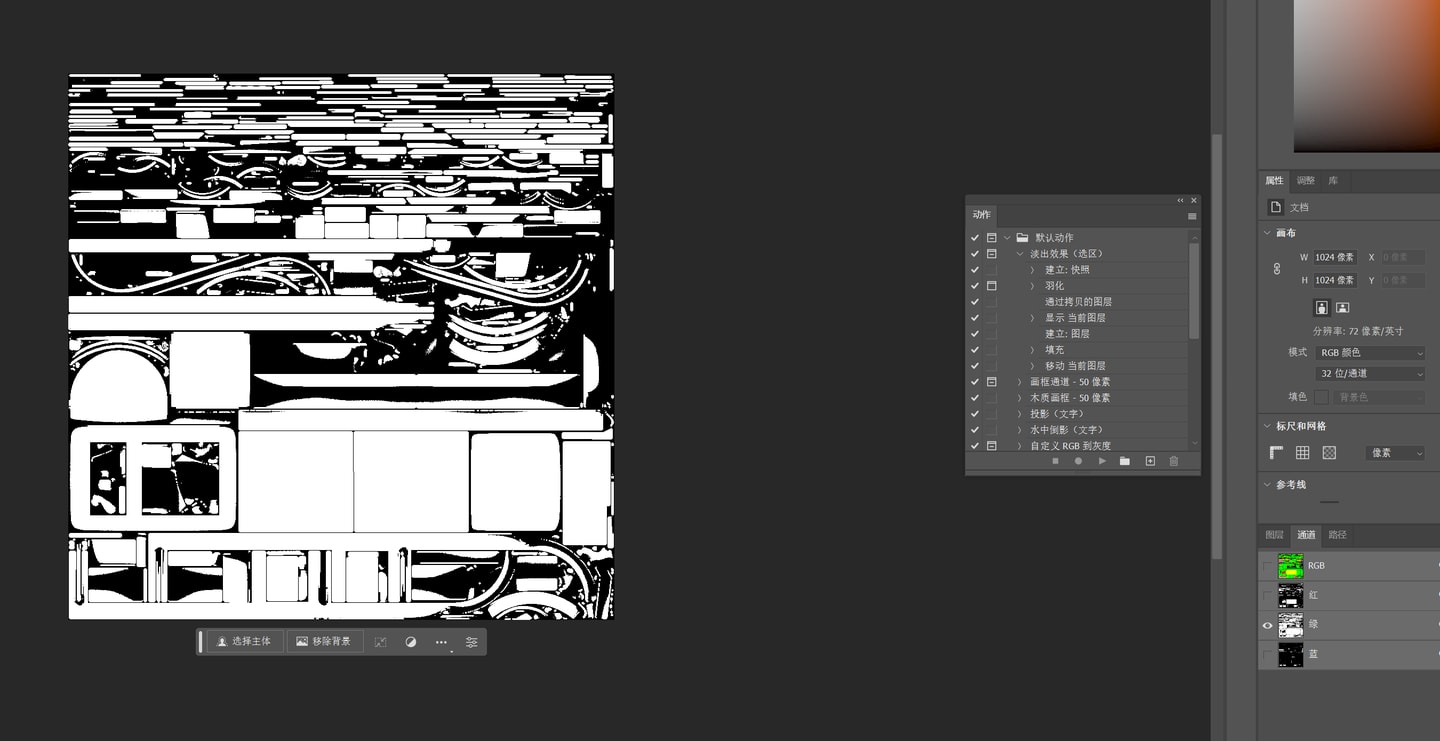 选择主体
移除背景
动作
默认动作
淡出效果（选区）
建立: 快照
羽化
通过拷贝的图层
显示 当前图层
建立: 图层
填充
移动 当前图层
画框通道 - 50 像素
木质画框 - 50 像素
投影（文字）
水中倒影（文字）
自定义 RGB 到灰度
属性 调整 库
文档
画布
W 1024 像素 X 0 像素
H 1024 像素 Y 0 像素
分辨率: 72 像素/英寸
模式 RGB 颜色
32 位/通道
填色 背景色
标尺和网格
像素
参考线
图层 通道 路径
RGB
红
绿
蓝